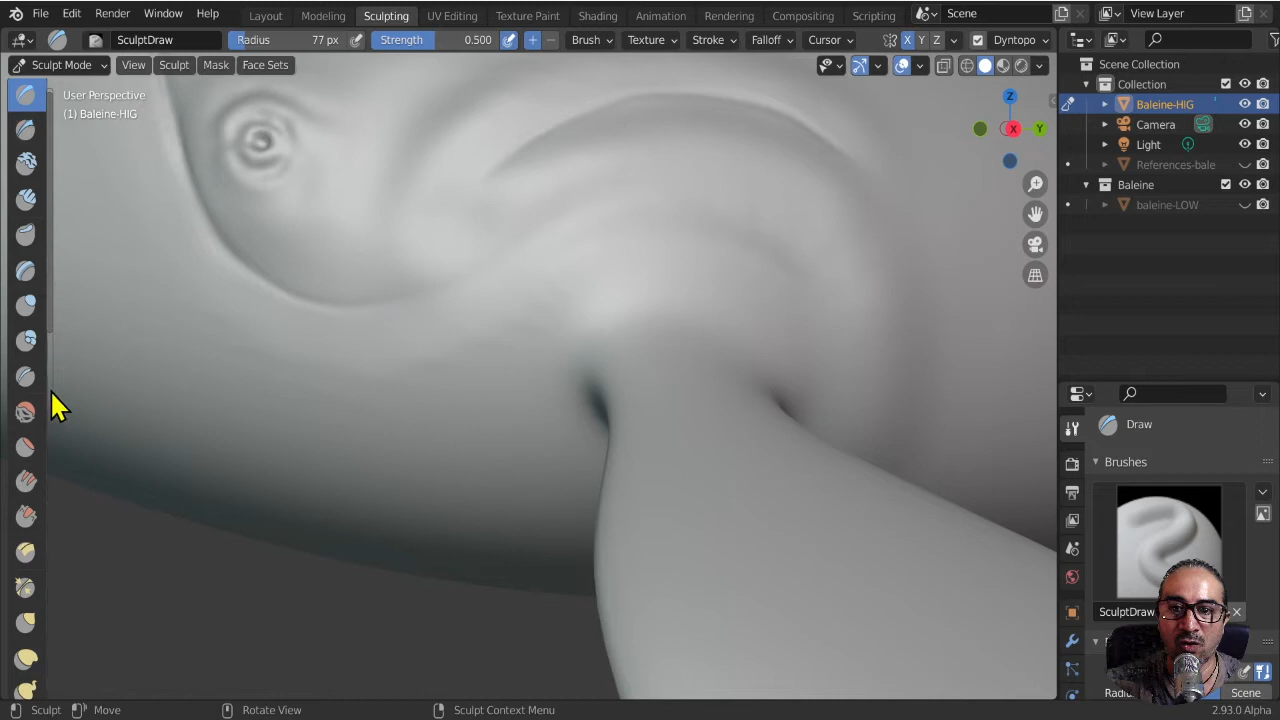 File Edit Render Window Help Layout Modeling Sculpting UV Editing Texture Paint Shading Animation Rendering Compositing Scripting Scene View Layer
SculptDraw Radius 77 px Strength 0.500 Brush Texture Stroke Falloff Cursor X Y Z Dyntopo
Sculpt Mode View Sculpt Mask Face Sets
Scene Collection
Collection
User Perspective
(1) Baleine-HIG
Z
X
Y
Baleine-HIG
Camera
Light
References-bale
Baleine
baleine-LOW
Draw
Brushes
SculptDraw
Scene
Sculpt Move Rotate View Sculpt Context Menu 2.93.0 Alpha